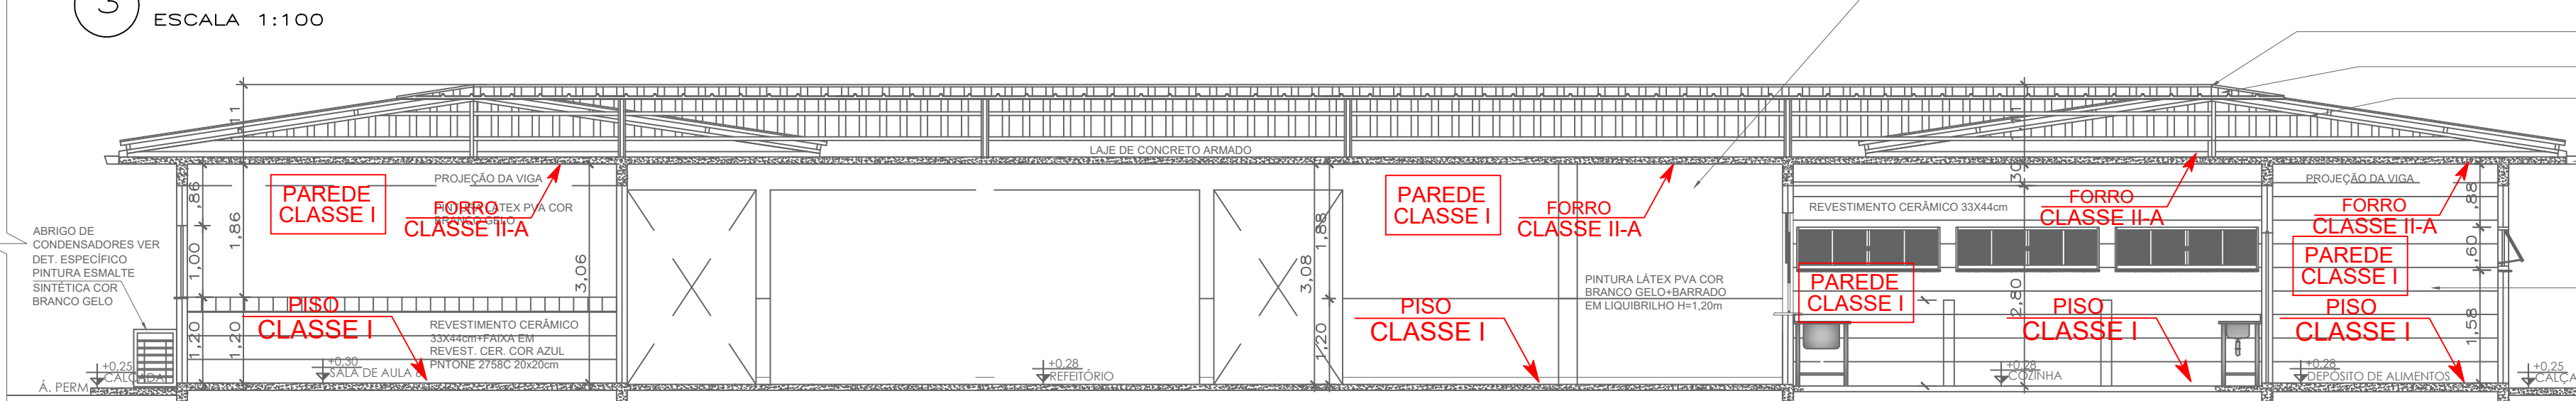 3
ESCALA 1:100
LAJE DE CONCRETO ARMADO
PROJEÇÃO DA VIGA
PAREDE
CLASSE I
FORRO
CLASSE II-A
BRANCO GELO
PISO
CLASSE I
REVESTIMENTO CERÂMICO
33X44cm+FAIXA EM
REVEST. CER. COR AZUL
PNTONE 2758C 20x20cm
ABRIGO DE
CONDENSADORES VER
DET. ESPECÍFICO
PINTURA ESMALTE
SINTÉTICA COR
BRANCO GELO
,86
1,00
1,20
1,86
1,20
3,06
+0,25
CALÇADA
Á. PERM.
+0,30
SALA DE AULA
+0,28
REFEITÓRIO
3,08
1,88
1,20
PAREDE
CLASSE I
FORRO
CLASSE II-A
PINTURA LÁTEX PVA COR
BRANCO GELO+BARRADO
EM LIQUIBRILHO H=1,20m
PISO
CLASSE I
REVESTIMENTO CERÂMICO 33X44cm
FORRO
CLASSE II-A
,30
2,80
PAREDE
CLASSE I
PISO
CLASSE I
+0,28
COZINHA
PROJEÇÃO DA VIGA
FORRO
CLASSE II-A
PAREDE
CLASSE I
PISO
CLASSE I
,88
,60
1,58
+0,28
DEPÓSITO DE ALIMENTOS
+0,25